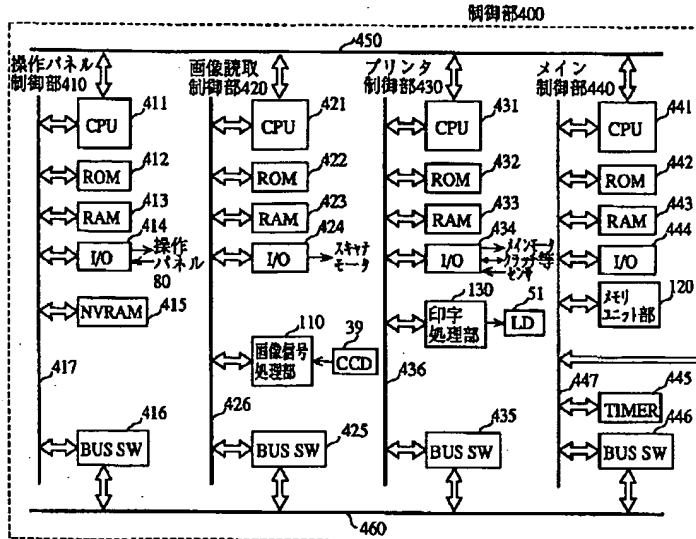 制御部400
450
操作パネル
制御部410
画像読取
制御部420
プリンタ
制御部430
メイン
制御部440
411
CPU
421
CPU
431
CPU
441
CPU
412
ROM
422
ROM
432
ROM
442
ROM
413
RAM
423
RAM
433
RAM
443
RAM
414
I/O
操作
パネル
80
424
I/O
スキャナ
モータ
434
I/O
メインモータ
クラッチ等
センサ
444
I/O
415
NVRAM
110
画像信号
処理部
39
CCD
130
印字
処理部
51
LD
120
メモリ
ユニット部
417
426
436
447
445
TIMER
416
BUS SW
425
BUS SW
435
BUS SW
446
BUS SW
460